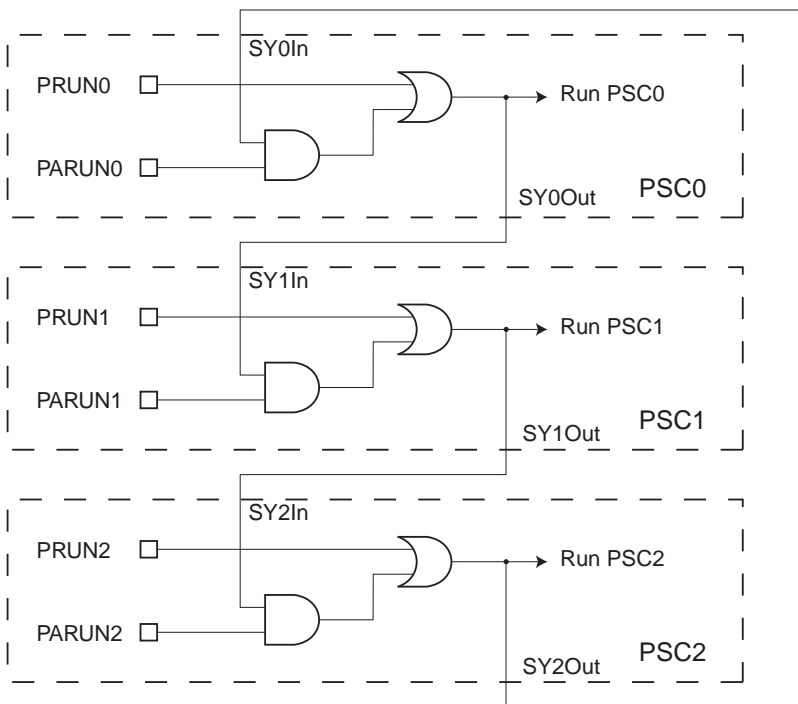 SY0In
PRUN0
Run PSC0
PARUN0
SY0Out
PSC0
SY1In
PRUN1
Run PSC1
PARUN1
SY1Out
PSC1
SY2In
PRUN2
Run PSC2
PARUN2
SY2Out
PSC2